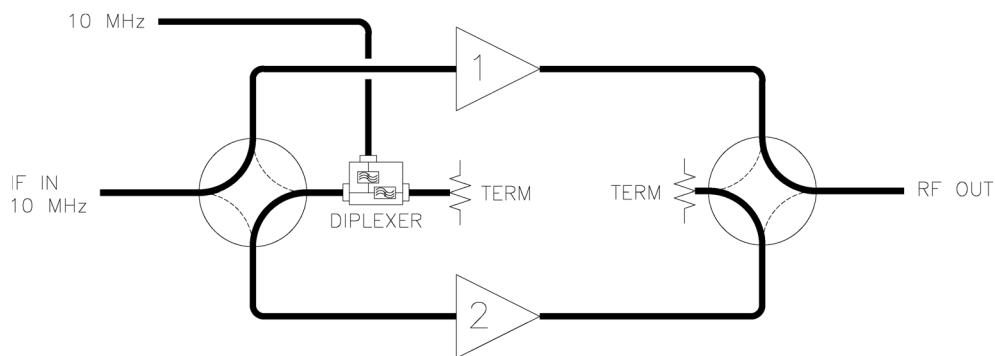 10 MHz
1
IF IN
10 MHz
TERM
DIPLEXER
TERM
RF OUT
2